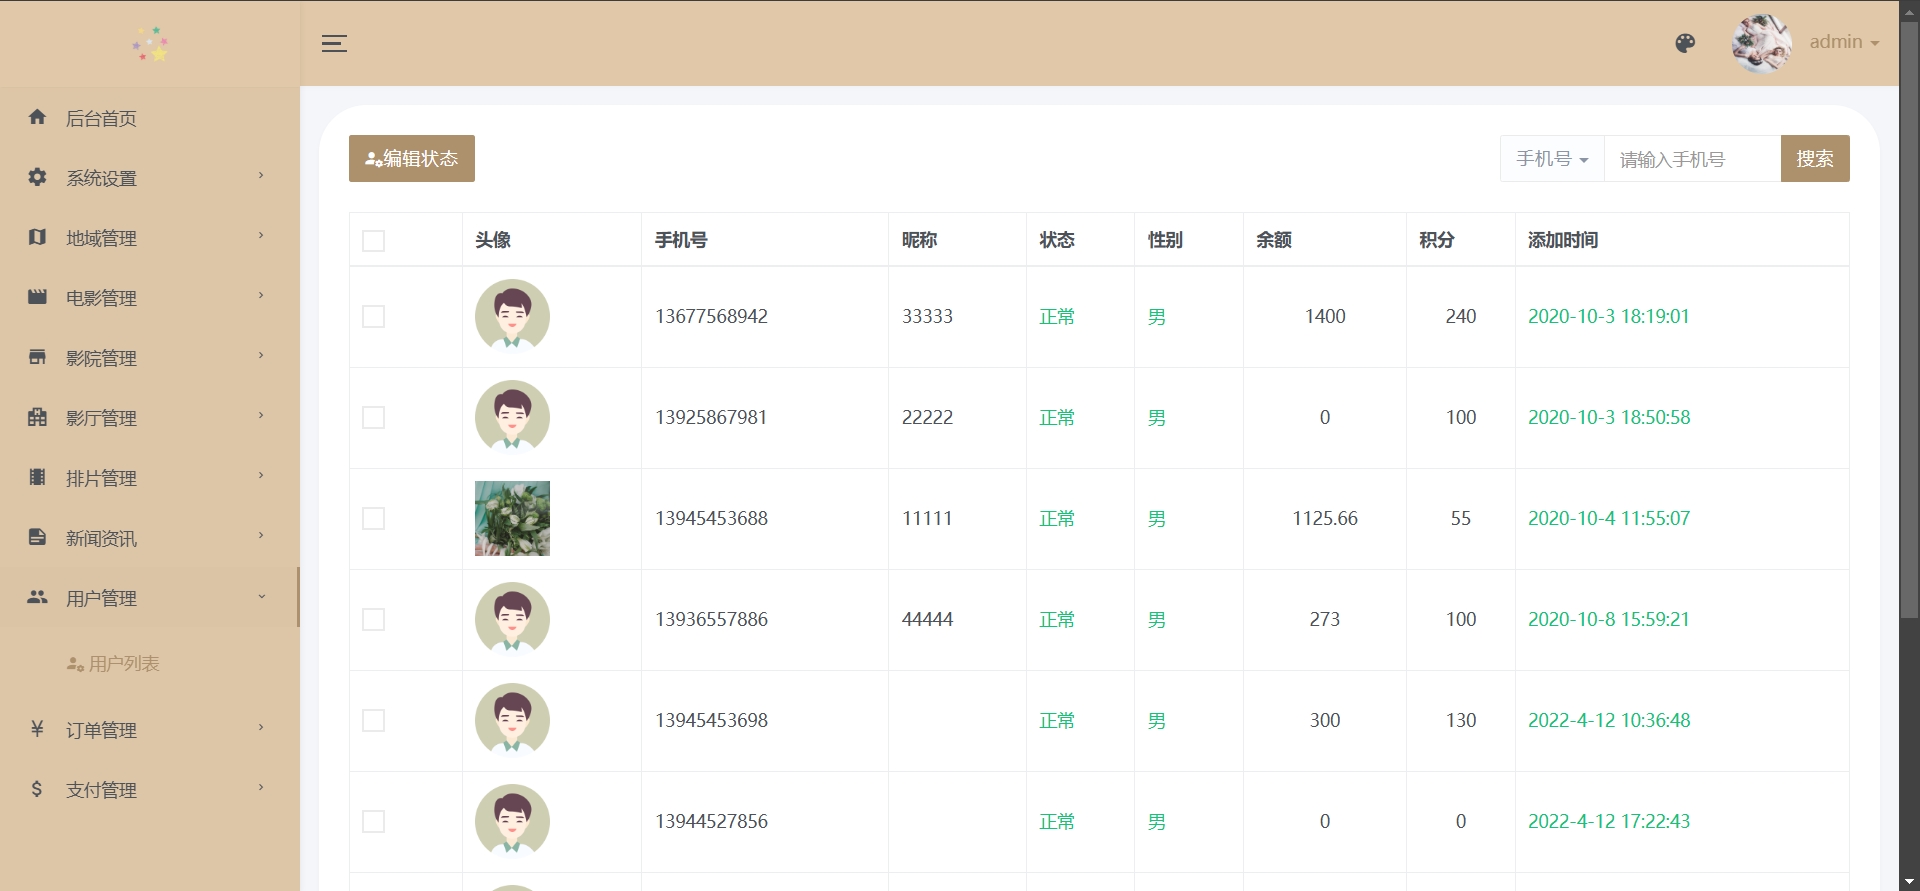 admin
后台首页
系统设置
地域管理
电影管理
影院管理
影厅管理
排片管理
新闻资讯
用户管理
用户列表
订单管理
支付管理
编辑状态
手机号 请输入手机号 搜索
头像 手机号 昵称 状态 性别 余额 积分 添加时间
13677568942 33333 正常 男 1400 240 2020-10-3 18:19:01
13925867981 22222 正常 男 0 100 2020-10-3 18:50:58
13945453688 11111 正常 男 1125.66 55 2020-10-4 11:55:07
13936557886 44444 正常 男 273 100 2020-10-8 15:59:21
13945453698 正常 男 300 130 2022-4-12 10:36:48
13944527856 正常 男 0 0 2022-4-12 17:22:43